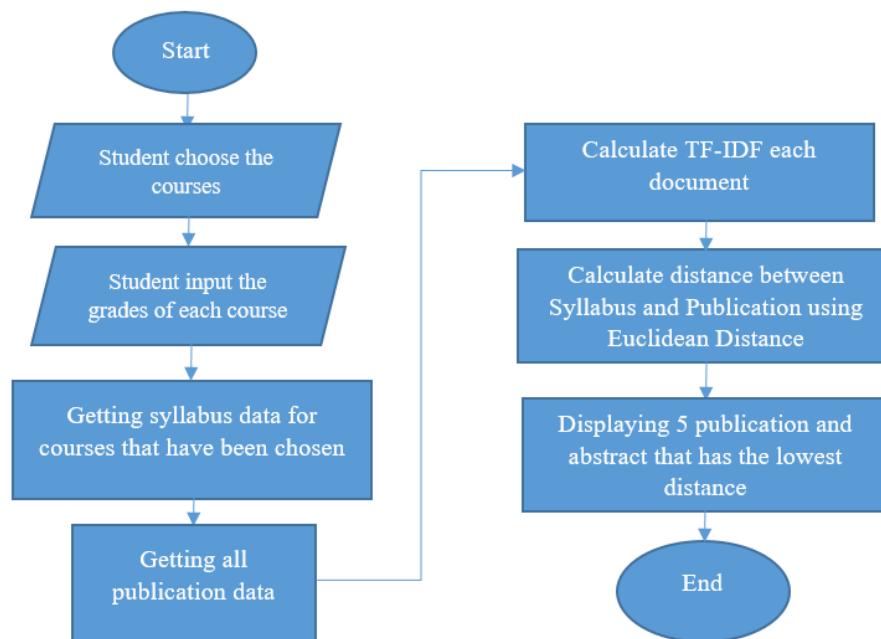 Start
Student choose the
courses
Student input the
grades of each course
Getting syllabus data for
courses that have been chosen
Getting all
publication data
Calculate TF-IDF each
document
Calculate distance between
Syllabus and Publication using
Euclidean Distance
Displaying 5 publication and
abstract that has the lowest
distance
End